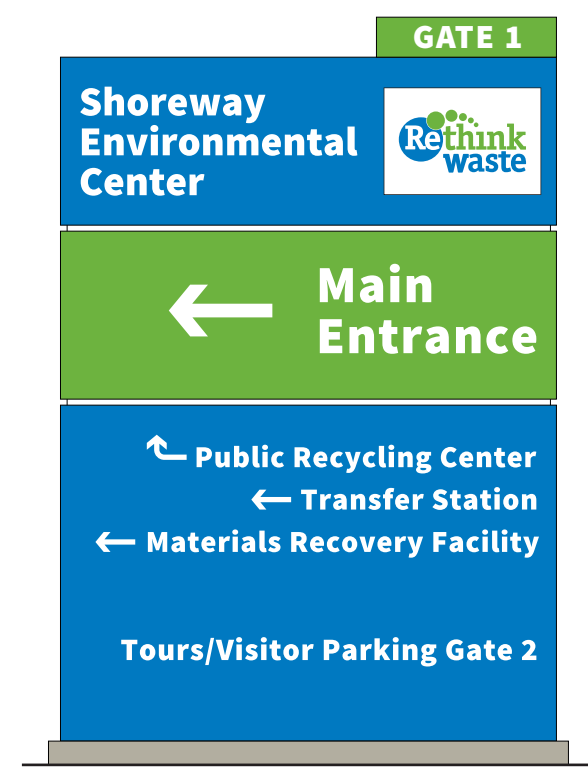 GATE 1
Shoreway
Environmental
Center
Rethink
waste
Main
Entrance
Public Recycling Center
Transfer Station
Materials Recovery Facility
Tours/Visitor Parking Gate 2